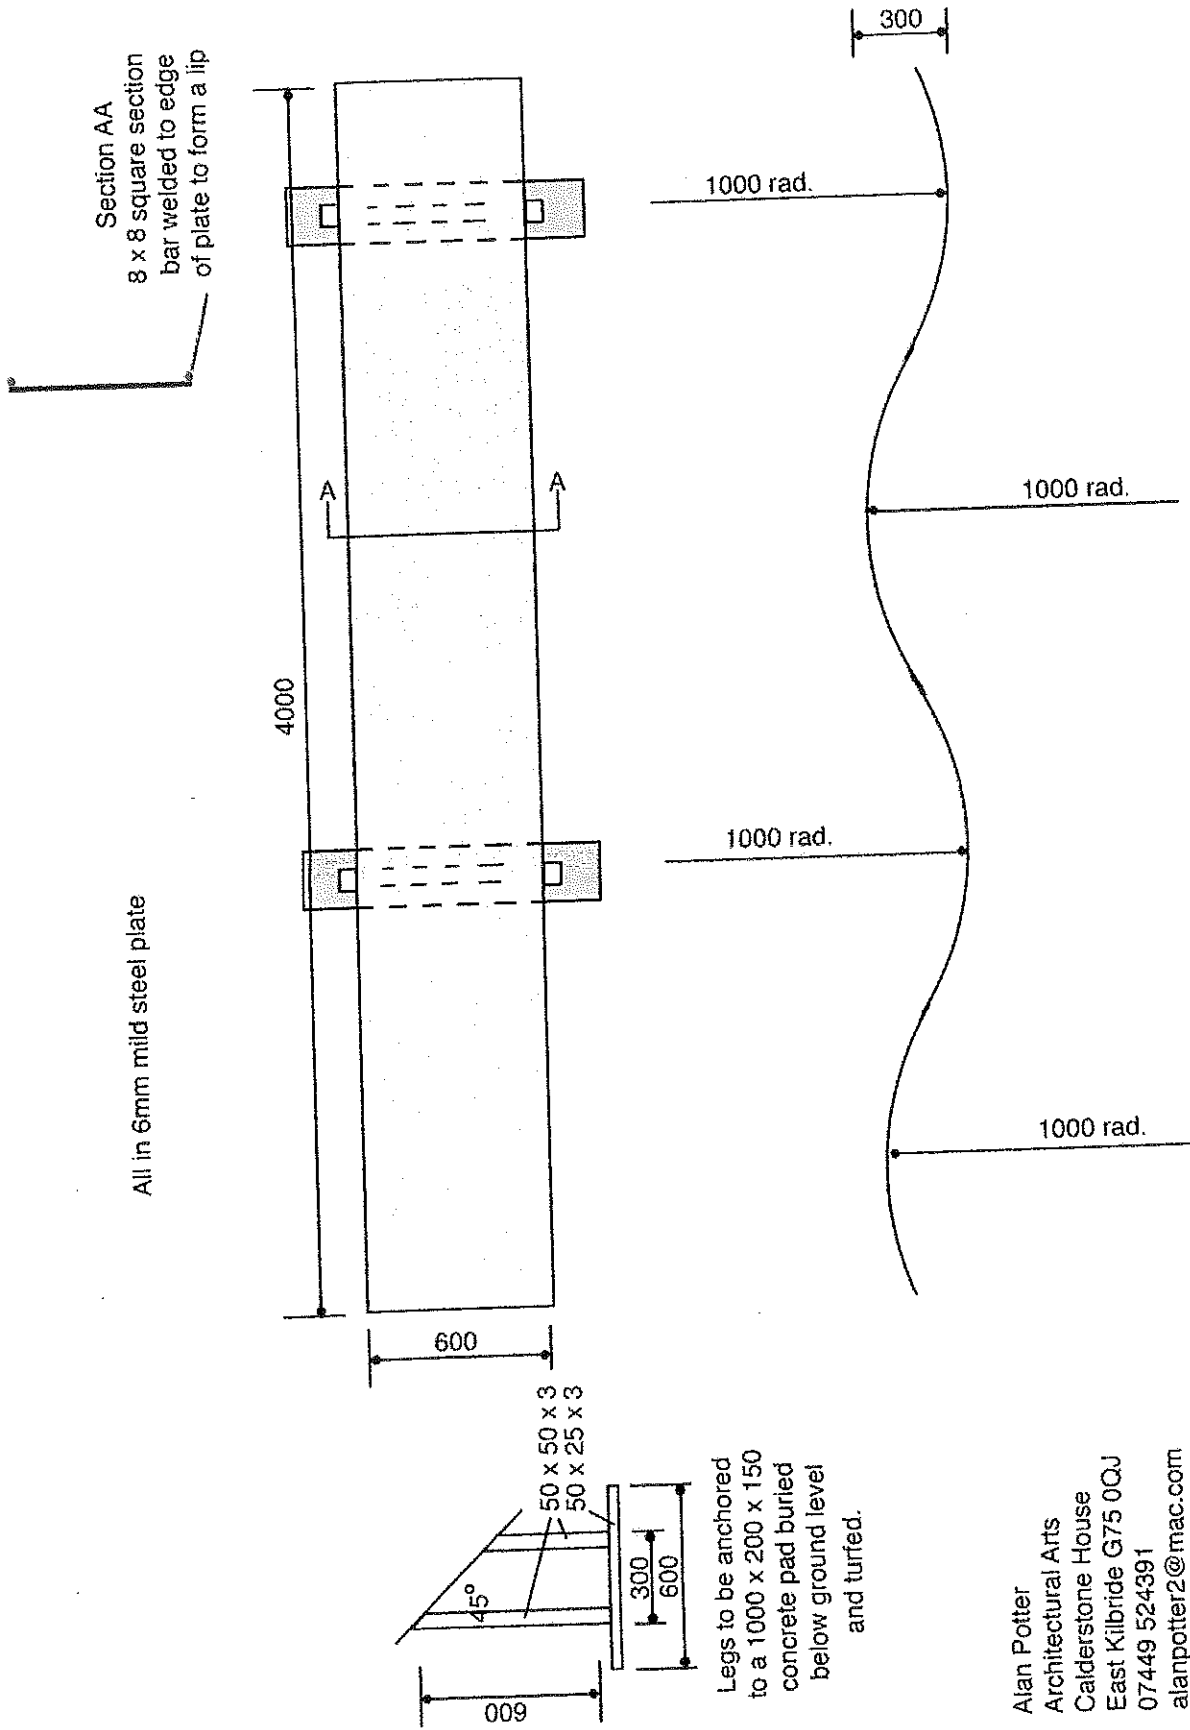 Section AA
8 x 8 square section
bar welded to edge
of plate to form a lip
300
1000 rad.
A
A
1000 rad.
4000
All in 6mm mild steel plate
1000 rad.
1000 rad.
600
50 x 50 x 3
50 x 25 x 3
45°
300
600
600
Legs to be anchored
to a 1000 x 200 x 150
concrete pad buried
below ground level
and turfed.
Alan Potter
Architectural Arts
Calderstone House
East Kilbride G75 0QJ
07449 524391
alanpotter2@mac.com